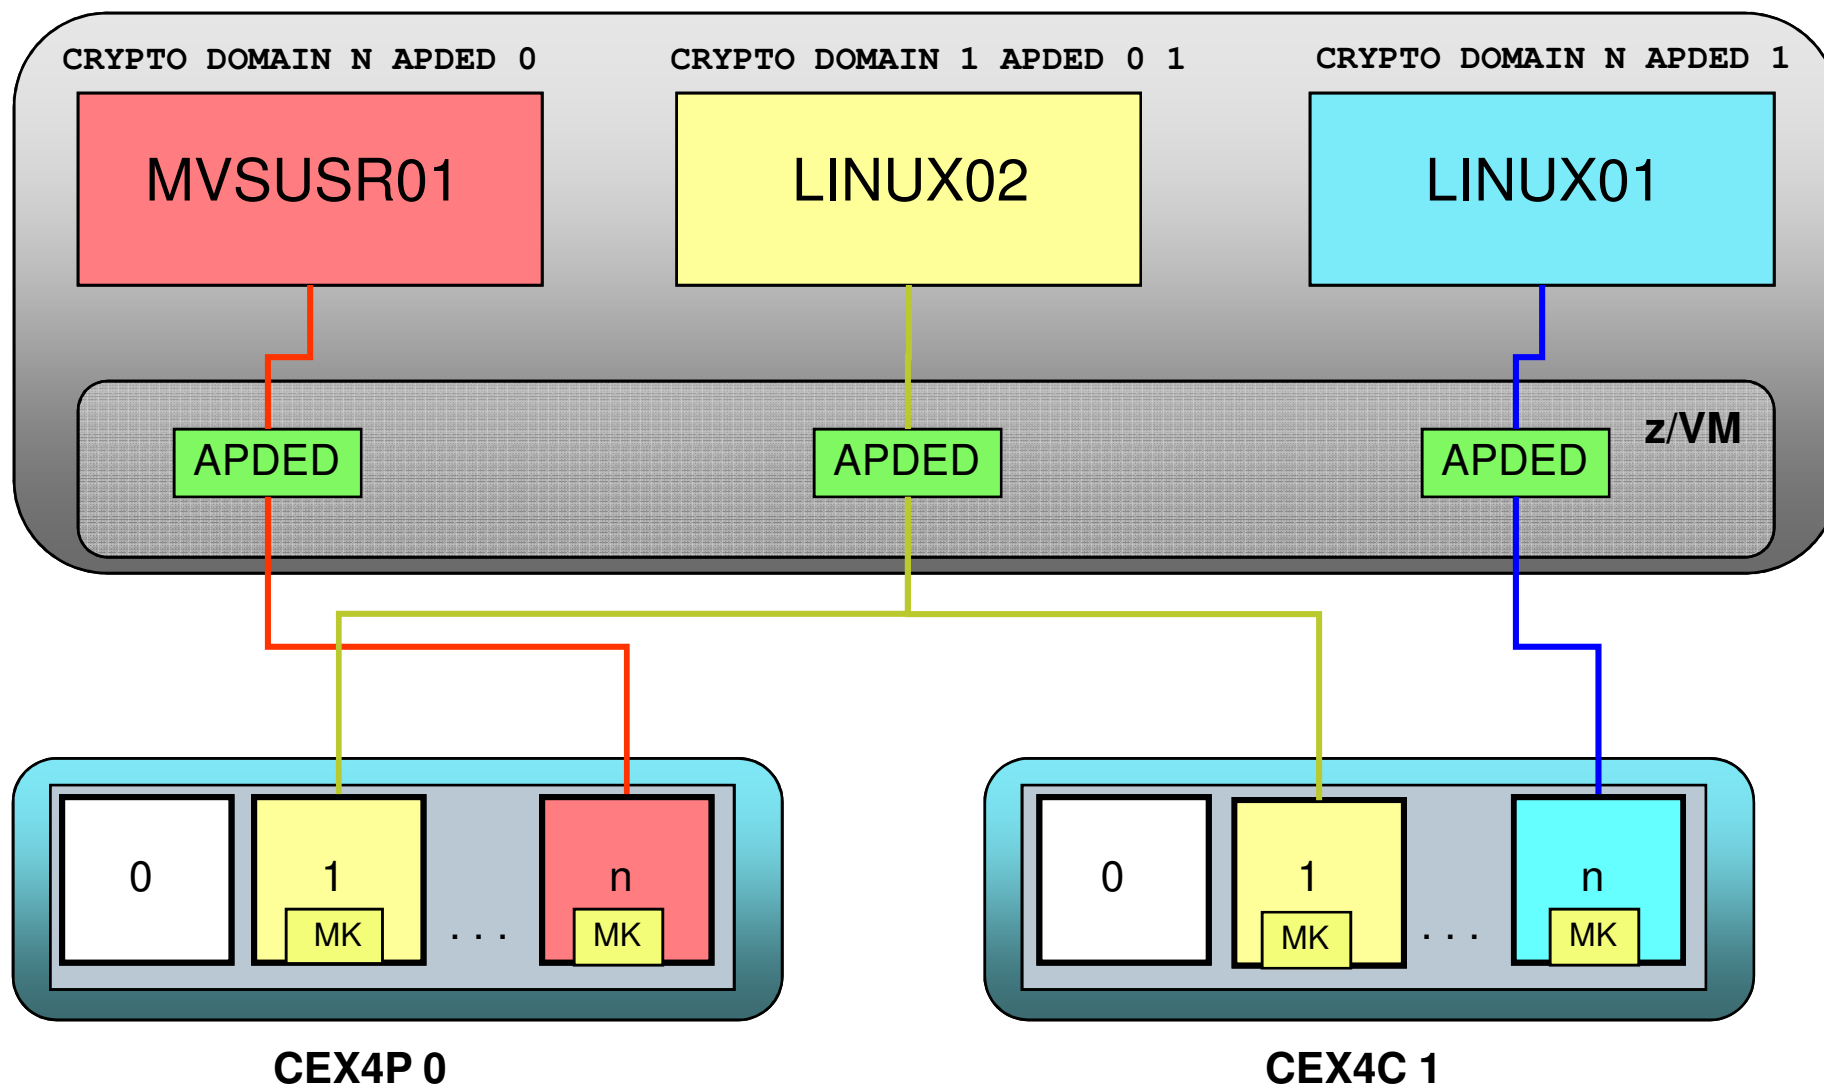 CRYPTO DOMAIN N APDED 0
CRYPTO DOMAIN 1 APDED 0 1
CRYPTO DOMAIN N APDED 1
MVSUSR01
LINUX02
LINUX01
z/VM
APDED
APDED
APDED
0
1
MK
. . .
n
MK
0
1
MK
. . .
n
MK
CEX4P 0
CEX4C 1